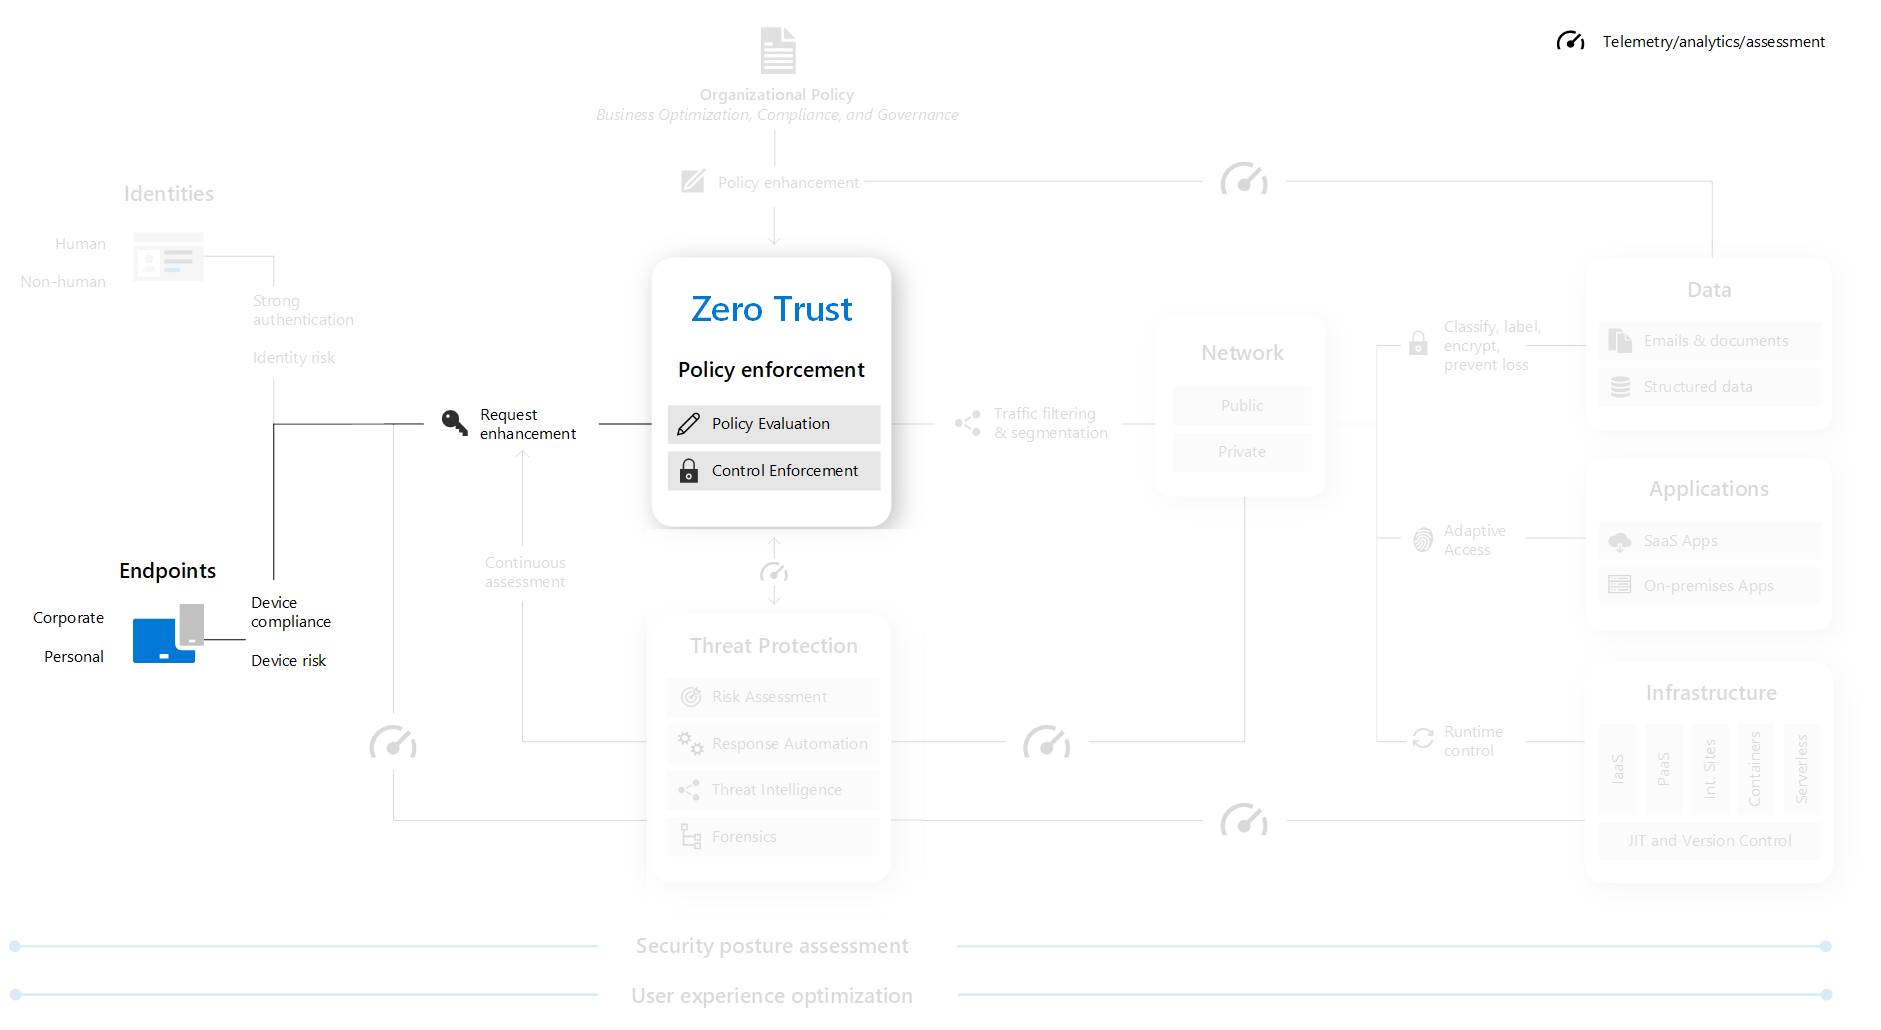 Telemetry/analytics/assessment
Organizational Policy
Business Optimization, Compliance, and Governance
Policy enhancement
Identities
Human
Non-human
Strong
authentication
Identity risk
Zero Trust
Policy enforcement
Policy Evaluation
Control Enforcement
Request
enhancement
Continuous
assessment
Endpoints
Corporate
Personal
Device
compliance
Device risk
Traffic filtering
& segmentation
Network
Public
Private
Classify, label,
encrypt,
prevent loss
Data
Emails & documents
Structured data
Adaptive
Access
Applications
SaaS Apps
On-premises Apps
Threat Protection
Risk Assessment
Response Automation
Threat Intelligence
Forensics
Runtime
control
Infrastructure
IaaS
PaaS
Int. Sites
Containers
Serverless
JIT and Version Control
Security posture assessment
User experience optimization